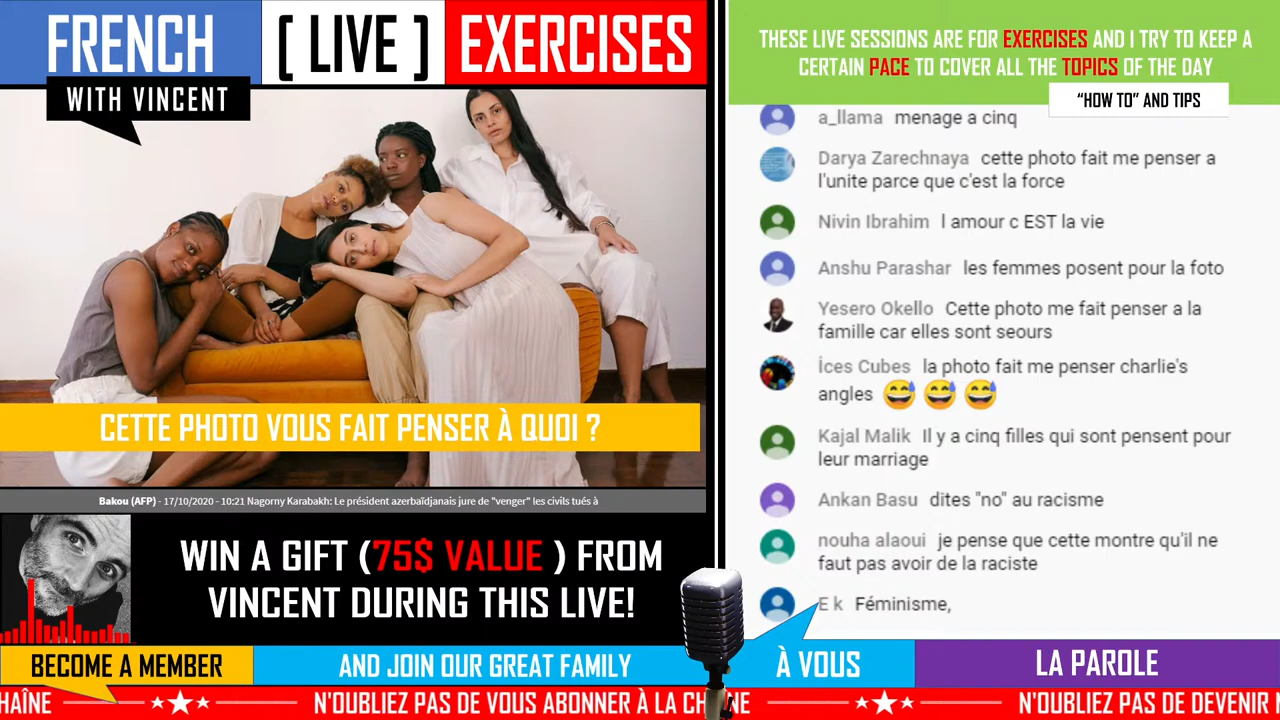 FRENCH [ LIVE ] EXERCISES
WITH VINCENT
CETTE PHOTO VOUS FAIT PENSER À QUOI ?
Bakou (AFP) - 17/10/2020 - 10:21 Nagorny Karabakh: Le président azerbaïdjanais jure de "venger" les civils tués à
WIN A GIFT (75$ VALUE ) FROM
VINCENT DURING THIS LIVE!
THESE LIVE SESSIONS ARE FOR EXERCISES AND I TRY TO KEEP A
CERTAIN PACE TO COVER ALL THE TOPICS OF THE DAY
“HOW TO” AND TIPS
a_llama menage a cinq
Darya Zarechnaya cette photo fait me penser a
l'unite parce que c'est la force
Nivin Ibrahim l amour c EST la vie
Anshu Parashar les femmes posent pour la foto
Yesero Okello Cette photo me fait penser a la
famille car elles sont seours
İces Cubes la photo fait me penser charlie's
angles 😅 😅 😅
Kajal Malik Il y a cinq filles qui sont pensent pour
leur marriage
Ankan Basu dites "no" au racisme
nouha alaoui je pense que cette montre qu'il ne
faut pas avoir de la raciste
E k Féminisme,
BECOME A MEMBER AND JOIN OUR GREAT FAMILY À VOUS LA PAROLE
HAÎNE N'OUBLIEZ PAS DE VOUS ABONNER À LA CHAÎNE N'OUBLIEZ PAS DE DEVENIR